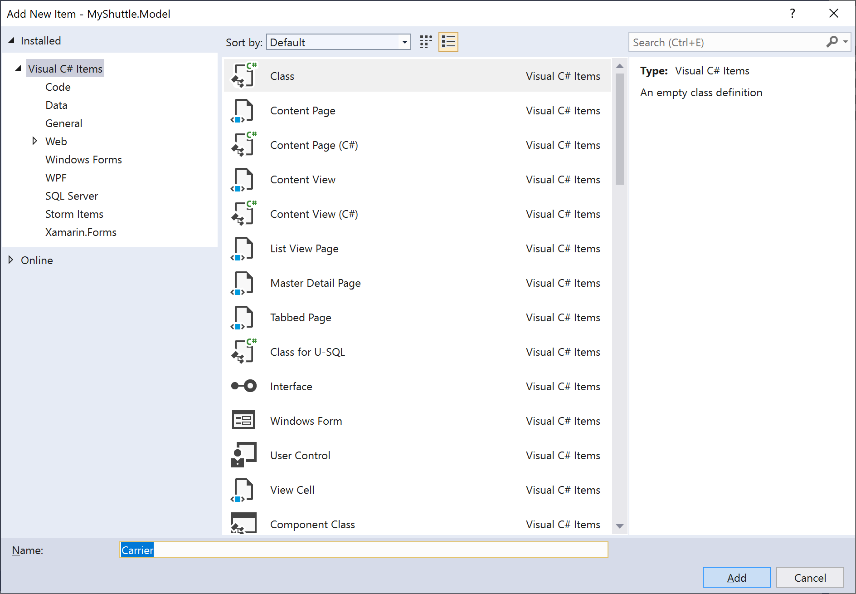 Add New Item - MyShuttle.Model
?
Installed
Sort by: Default
Search (Ctrl+E)
Visual C# Items
Code
Data
General
Web
Windows Forms
WPF
SQL Server
Storm Items
Xamarin.Forms
Online
C# Class Visual C# Items
Content Page Visual C# Items
C# Content Page (C#) Visual C# Items
Content View Visual C# Items
C# Content View (C#) Visual C# Items
List View Page Visual C# Items
Master Detail Page Visual C# Items
Tabbed Page Visual C# Items
C# Class for U-SQL Visual C# Items
Interface Visual C# Items
Windows Form Visual C# Items
User Control Visual C# Items
View Cell Visual C# Items
Component Class Visual C# Items
Type: Visual C# Items
An empty class definition
Name: Carrier
Add Cancel